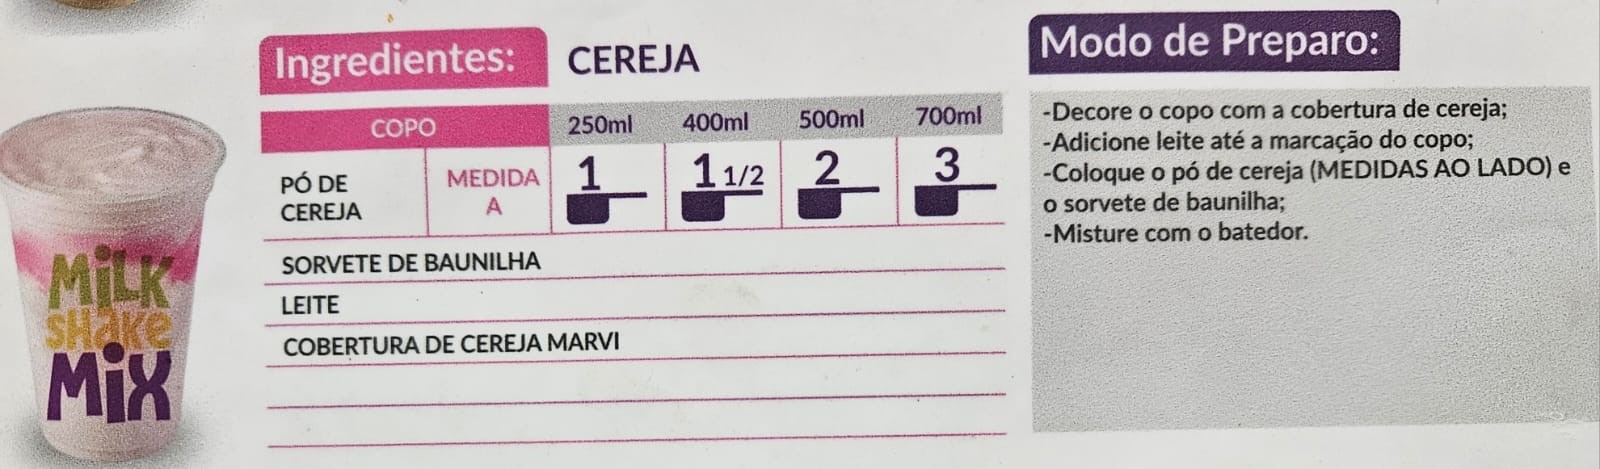 Ingredientes: CEREJA
COPO 250ml 400ml 500ml 700ml
PÓ DE CEREJA MEDIDA A 1 1 1/2 2 3
SORVETE DE BAUNILHA
LEITE
COBERTURA DE CEREJA MARVI
Modo de Preparo:
-Decore o copo com a cobertura de cereja;
-Adicione leite até a marcação do copo;
-Coloque o pó de cereja (MEDIDAS AO LADO) e
o sorvete de baunilha;
-Misture com o batedor.
MiLK
SHaKe
MiX